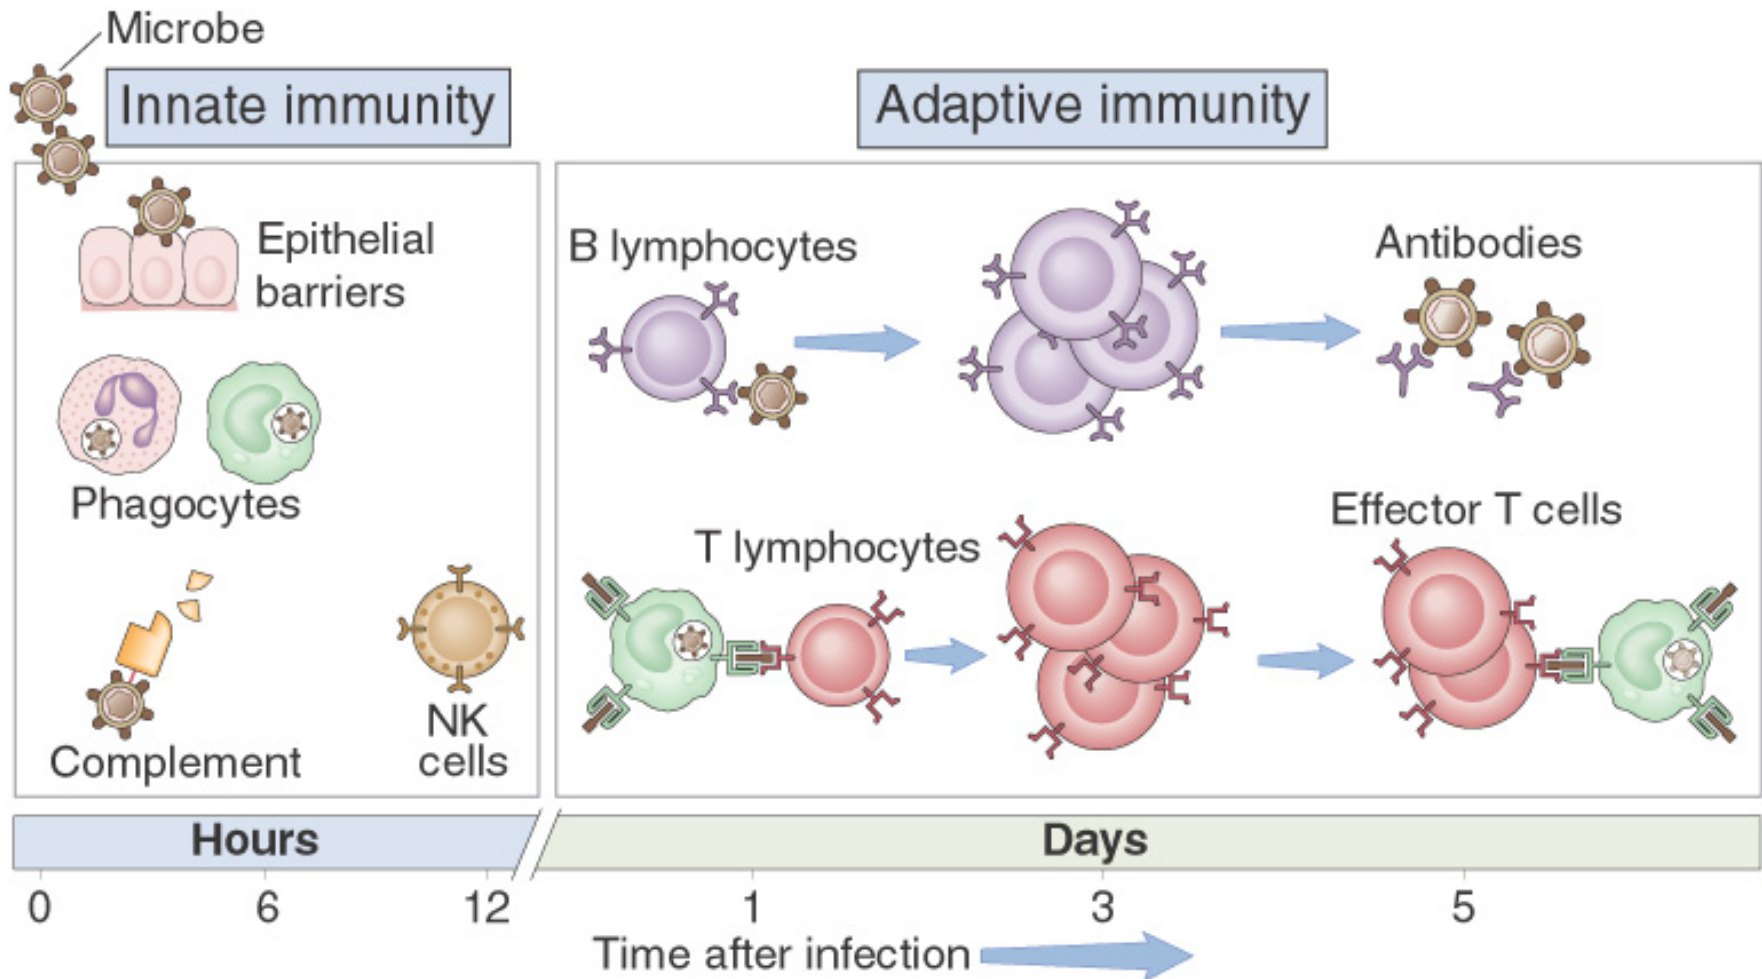 Microbe
Innate immunity
Adaptive immunity
Epithelial
barriers
B lymphocytes
Antibodies
Phagocytes
T lymphocytes
Effector T cells
Complement
NK
cells
Hours
Days
0 6 12 1 3 5
Time after infection